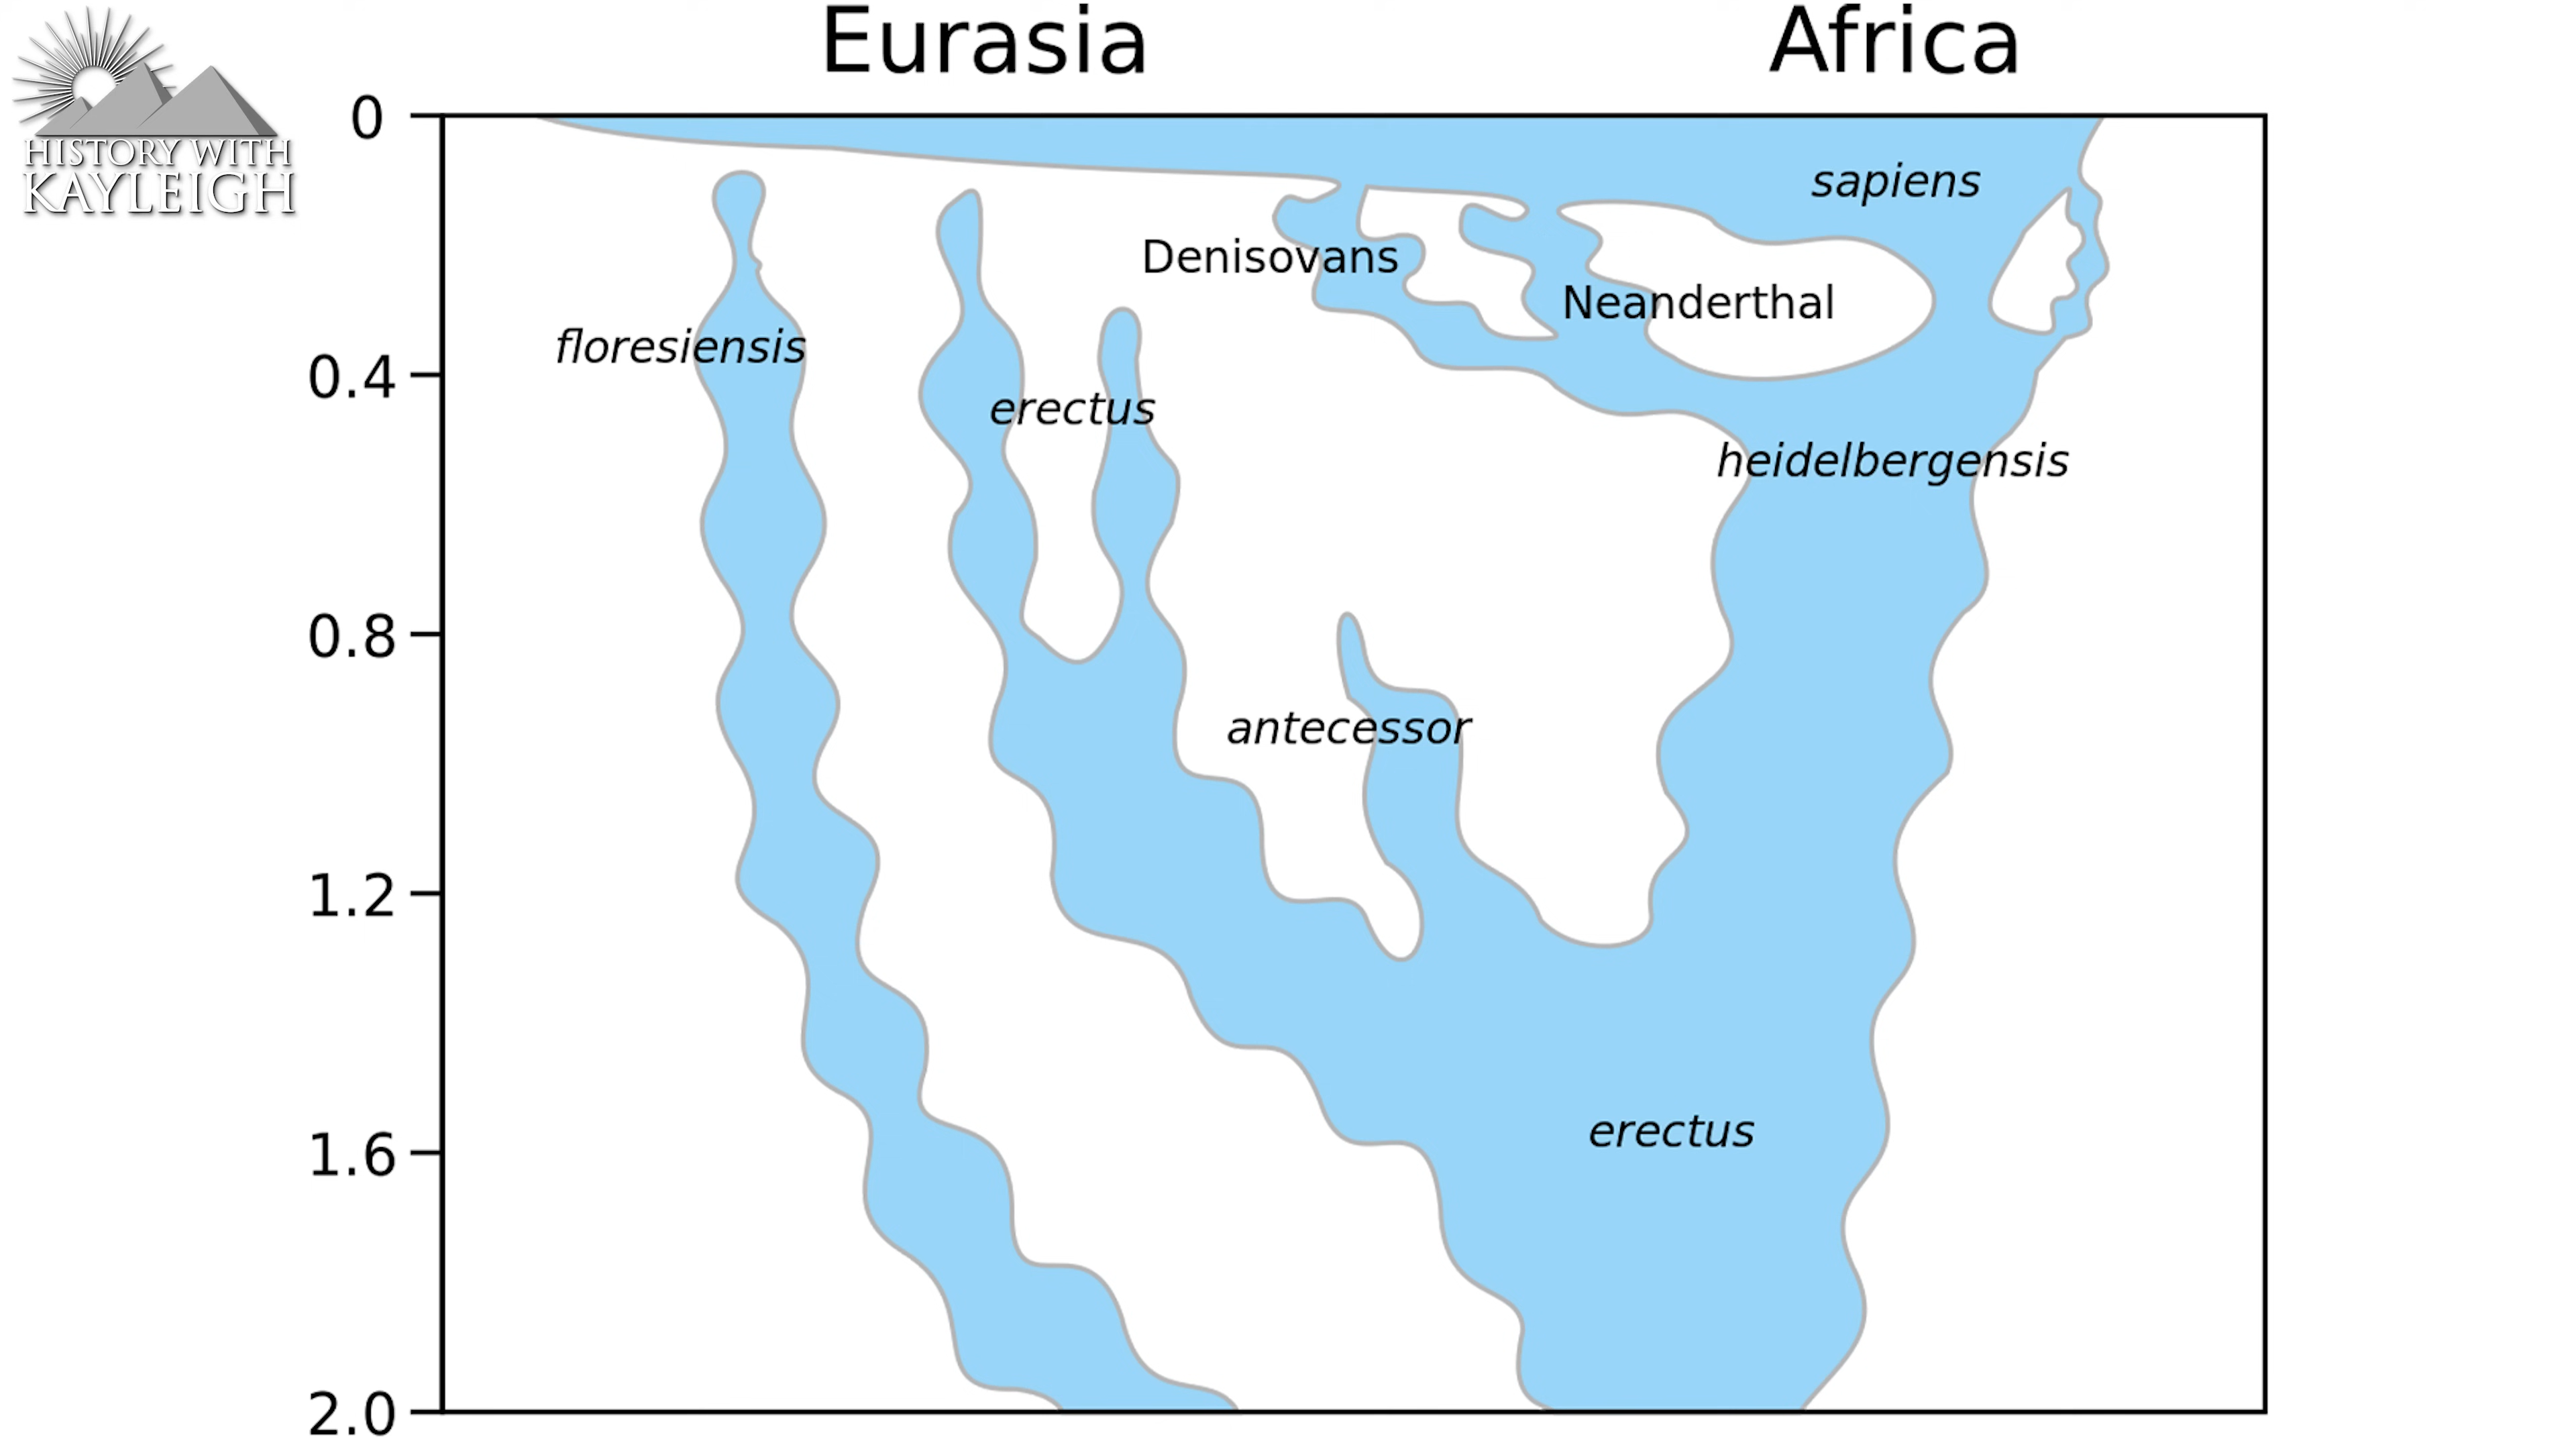 HISTORY WITH
KAYLEIGH
Eurasia
Africa
0
sapiens
Denisovans
Neanderthal
floresiensis
0.4
erectus
heidelbergensis
0.8
antecessor
1.2
erectus
1.6
2.0